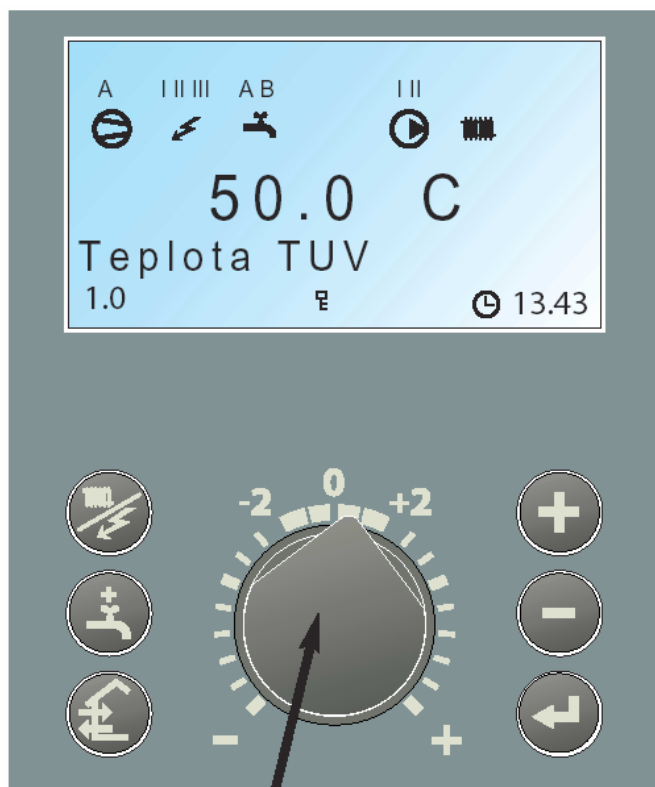 A I II III A B I II
50.0 C
Teplota TUV
1.0 13.43
-2 0 +2
- +